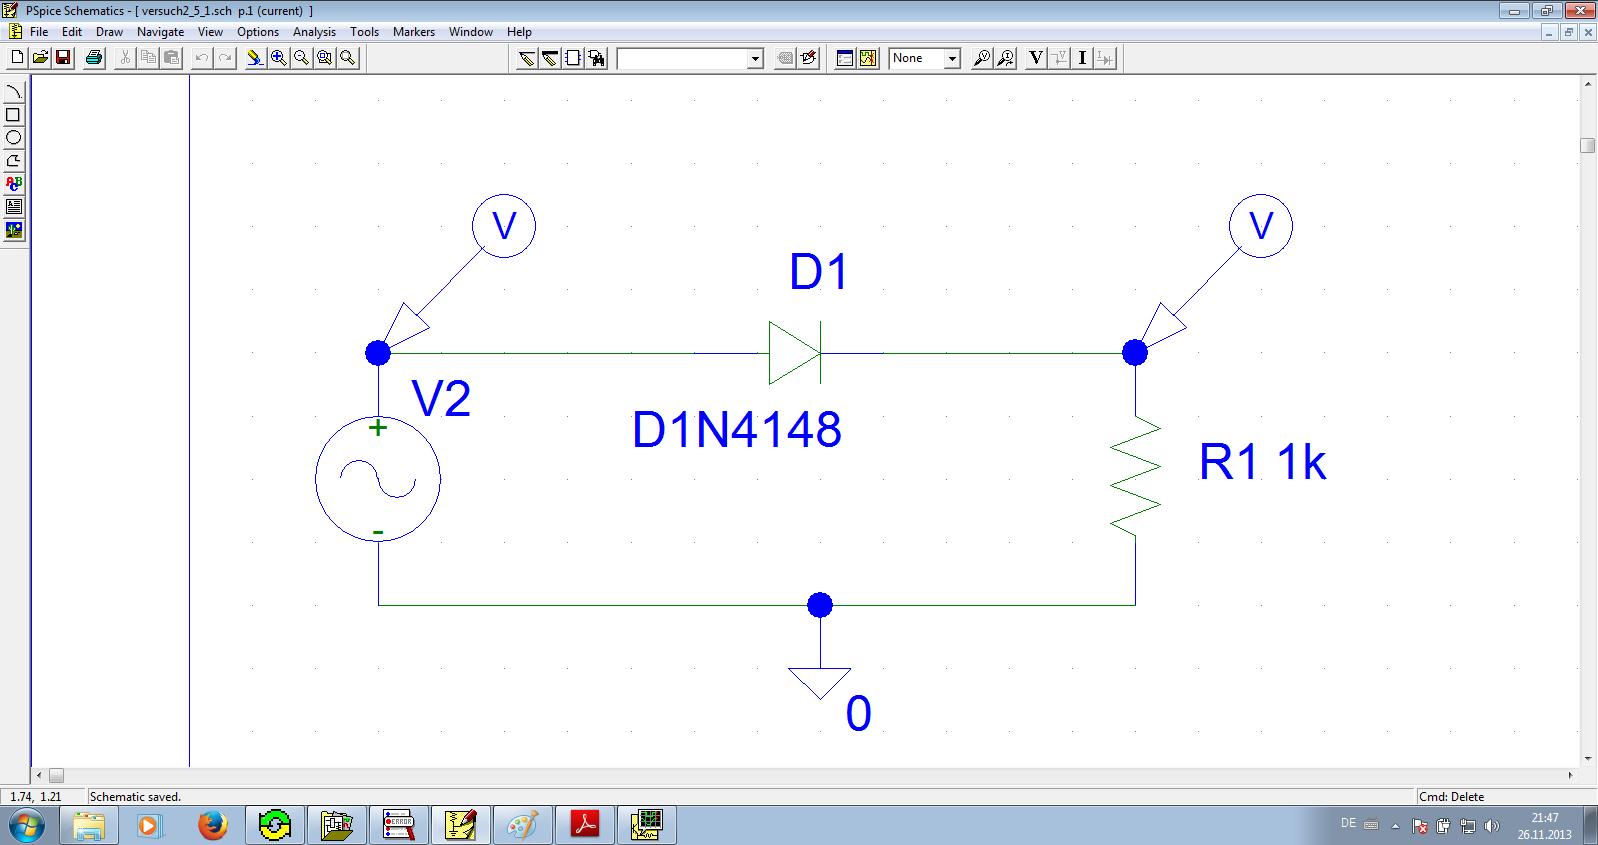 PSpice Schematics - [ versuch2_5_1.sch  p.1 (current)  ]
File Edit Draw Navigate View Options Analysis Tools Markers Window Help
None V I
V V
D1
V2
+
D1N4148
R1 1k
-
0
1.74, 1.21 Schematic saved. Cmd: Delete
ERROR
DE 21:47
26.11.2013